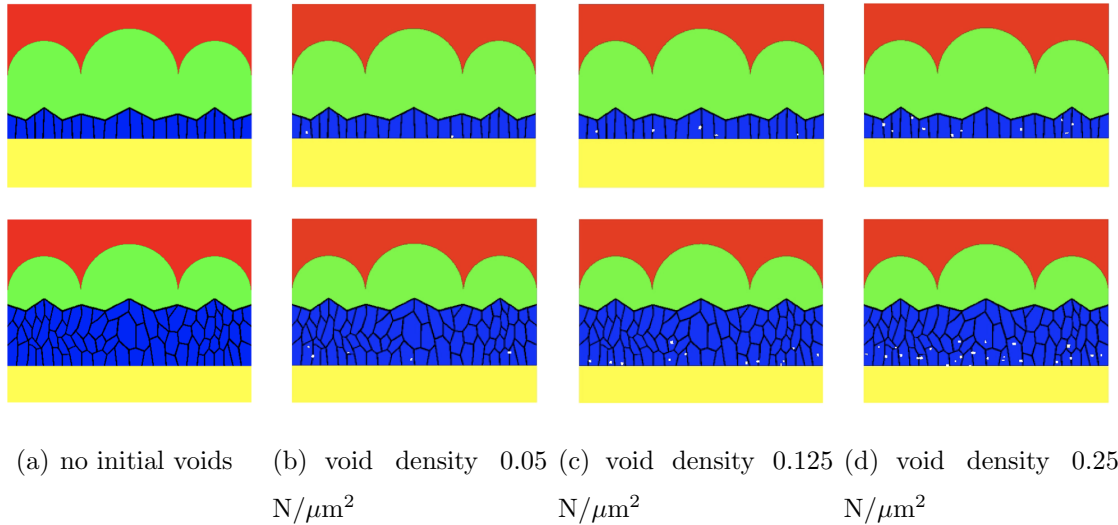 (a) no initial voids
(b) void density 0.05
N/μm²
(c) void density 0.125
N/μm²
(d) void density 0.25
N/μm²